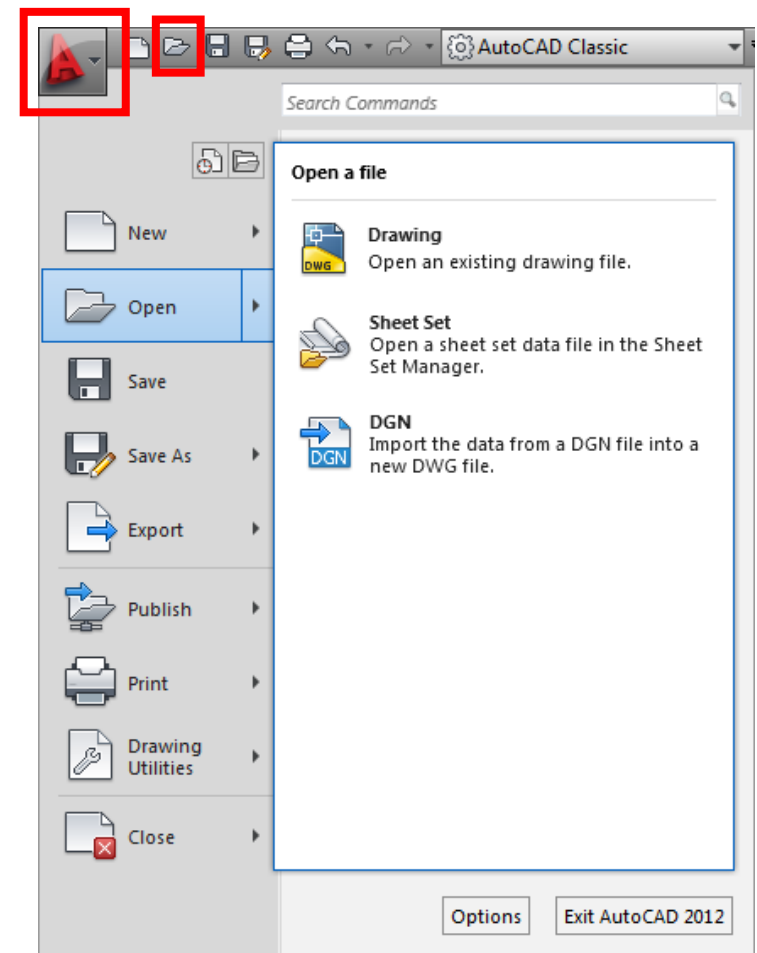 AutoCAD Classic
Search Commands
Open a file
New
Open
Save
Save As
Export
Publish
Print
Drawing
Utilities
Close
Drawing
DWG
Open an existing drawing file.
Sheet Set
Open a sheet set data file in the Sheet
Set Manager.
DGN
DGN
Import the data from a DGN file into a
new DWG file.
Options
Exit AutoCAD 2012